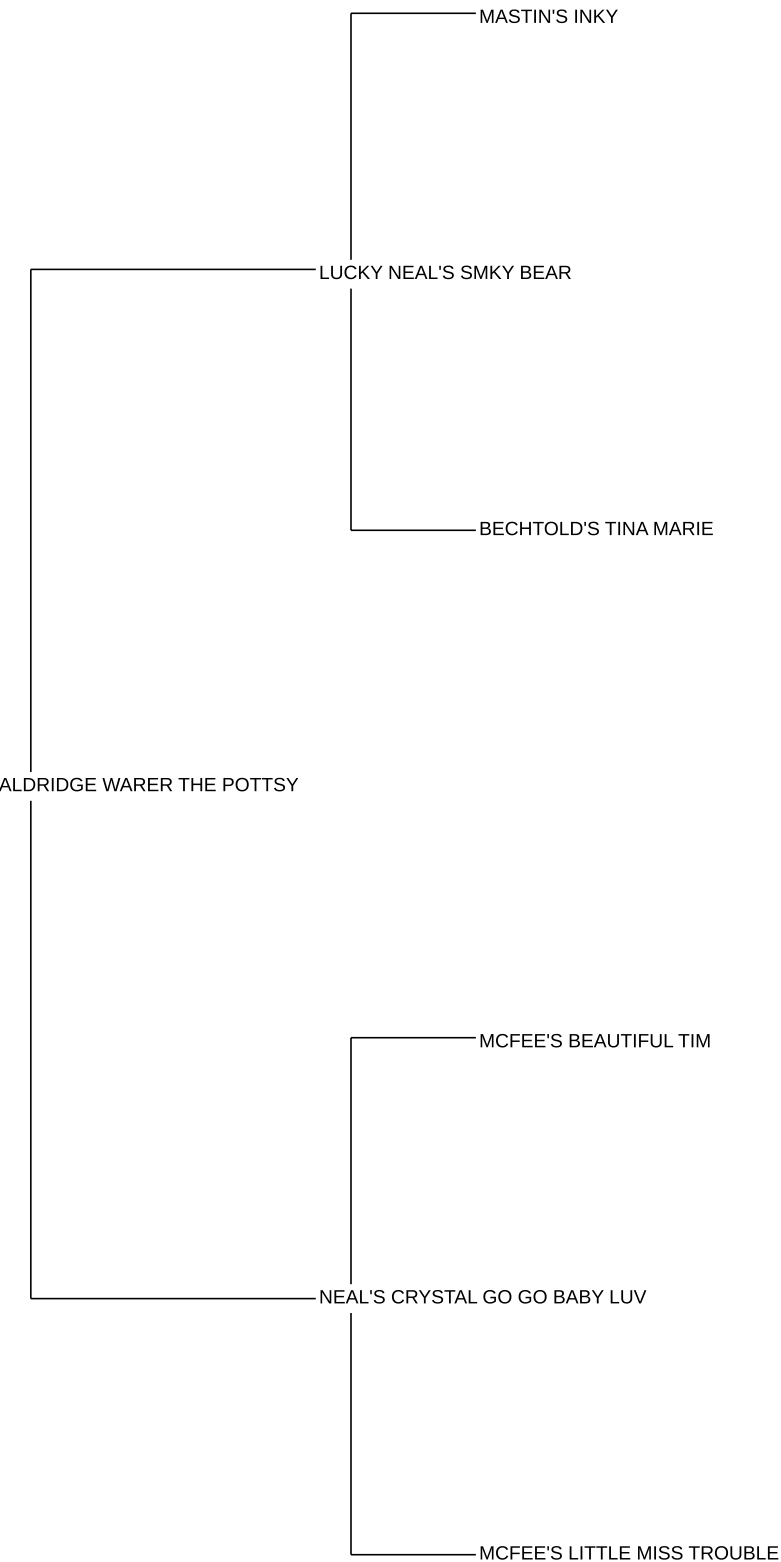 MASTIN'S INKY
LUCKY NEAL'S SMKY BEAR
BECHTOLD'S TINA MARIE
ALDRIDGE WARER THE POTTSY
MCFEE'S BEAUTIFUL TIM
NEAL'S CRYSTAL GO GO BABY LUV
MCFEE'S LITTLE MISS TROUBLE